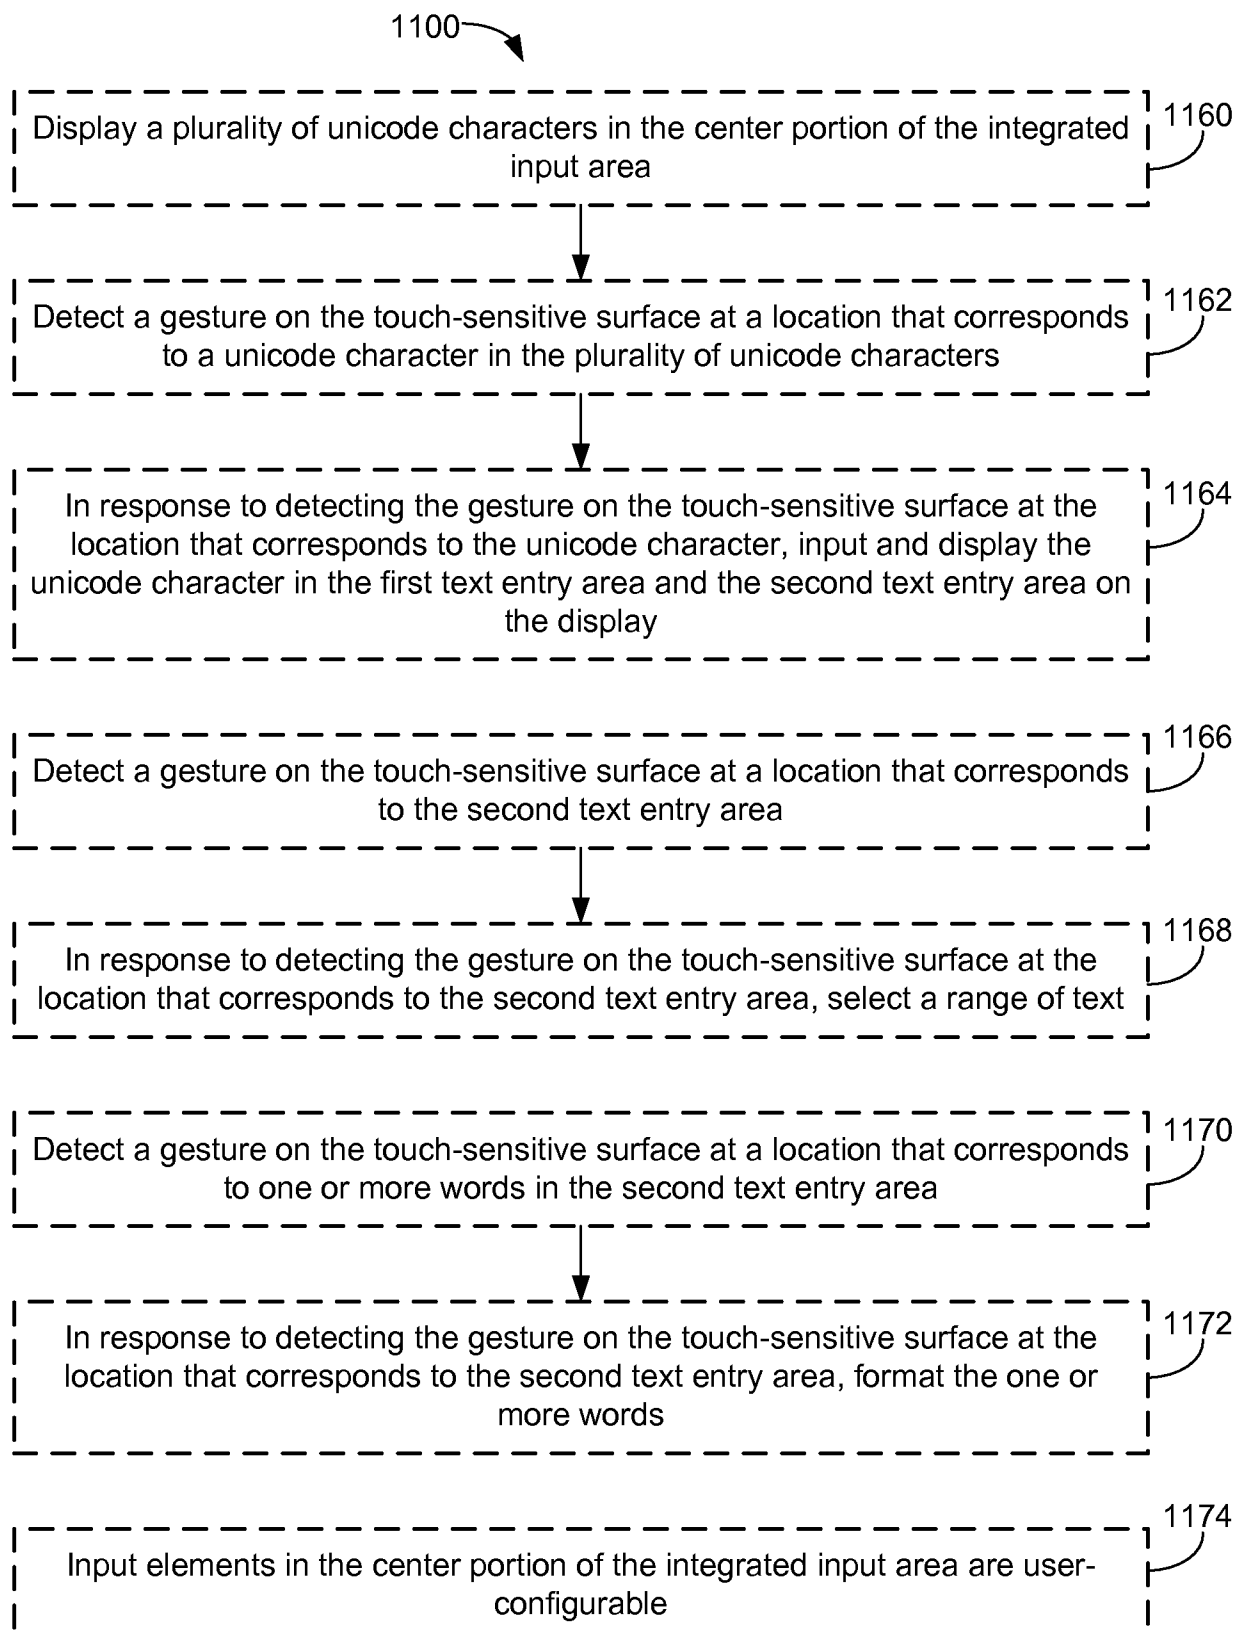 1100
Display a plurality of unicode characters in the center portion of the integrated
input area
1160
Detect a gesture on the touch-sensitive surface at a location that corresponds
to a unicode character in the plurality of unicode characters
1162
In response to detecting the gesture on the touch-sensitive surface at the
location that corresponds to the unicode character, input and display the
unicode character in the first text entry area and the second text entry area on
the display
1164
Detect a gesture on the touch-sensitive surface at a location that corresponds
to the second text entry area
1166
In response to detecting the gesture on the touch-sensitive surface at the
location that corresponds to the second text entry area, select a range of text
1168
Detect a gesture on the touch-sensitive surface at a location that corresponds
to one or more words in the second text entry area
1170
In response to detecting the gesture on the touch-sensitive surface at the
location that corresponds to the second text entry area, format the one or
more words
1172
Input elements in the center portion of the integrated input area are user-
configurable
1174